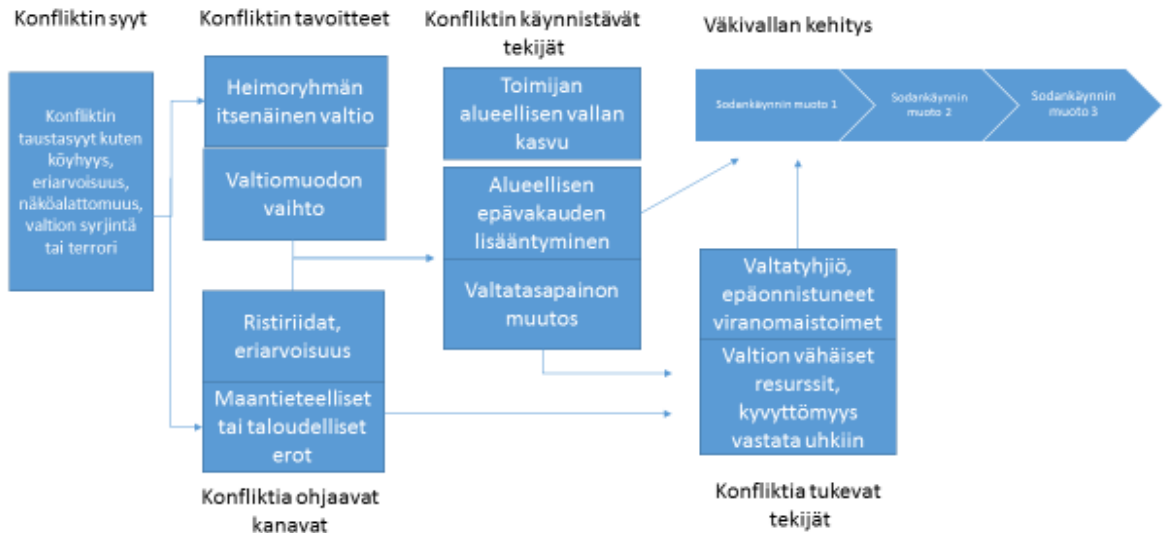 Konfliktin syyt
Konfliktin tavoitteet
Konfliktin käynnistävät
tekijät
Väkivallan kehitys
Konfliktin
taustasyyt kuten
köyhyys,
eriarvoisuus,
näköalattomuus,
valtion syrjintä
tai terrori
Heimoryhmän
itsenäinen valtio
Valtiomuodon
vaihto
Ristiriidat,
eriarvoisuus
Maantieteelliset
tai taloudelliset
erot
Konfliktia ohjaavat
kanavat
Toimijan
alueellisen vallan
kasvu
Alueellisen
epävakauden
lisääntyminen
Valtatasapainon
muutos
Sodankäynnin muoto 1
Sodankäynnin
muoto 2
Sodankäynnin
muoto 3
Valtatyhjiö,
epäonnistuneet
viranomaistoimet
Valtion vähäiset
resurssit,
kyvyttömyys
vastata uhkiin
Konfliktia tukevat
tekijät